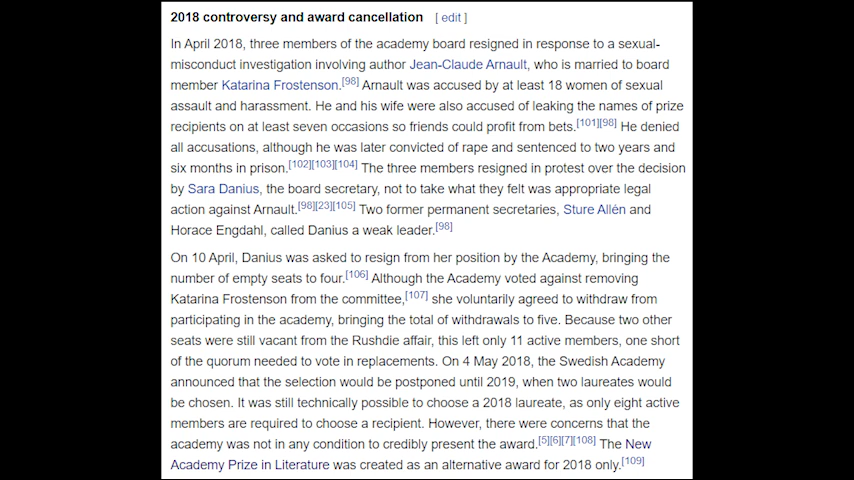 2018 controversy and award cancellation [ edit ]
In April 2018, three members of the academy board resigned in response to a sexual-
misconduct investigation involving author Jean-Claude Arnault, who is married to board
member Katarina Frostenson.[98] Arnault was accused by at least 18 women of sexual
assault and harassment. He and his wife were also accused of leaking the names of prize
recipients on at least seven occasions so friends could profit from bets.[101][98] He denied
all accusations, although he was later convicted of rape and sentenced to two years and
six months in prison.[102][103][104] The three members resigned in protest over the decision
by Sara Danius, the board secretary, not to take what they felt was appropriate legal
action against Arnault.[98][23][105] Two former permanent secretaries, Sture Allén and
Horace Engdahl, called Danius a weak leader.[98]
On 10 April, Danius was asked to resign from her position by the Academy, bringing the
number of empty seats to four.[106] Although the Academy voted against removing
Katarina Frostenson from the committee,[107] she voluntarily agreed to withdraw from
participating in the academy, bringing the total of withdrawals to five. Because two other
seats were still vacant from the Rushdie affair, this left only 11 active members, one short
of the quorum needed to vote in replacements. On 4 May 2018, the Swedish Academy
announced that the selection would be postponed until 2019, when two laureates would
be chosen. It was still technically possible to choose a 2018 laureate, as only eight active
members are required to choose a recipient. However, there were concerns that the
academy was not in any condition to credibly present the award.[5][6][7][108] The New
Academy Prize in Literature was created as an alternative award for 2018 only.[109]